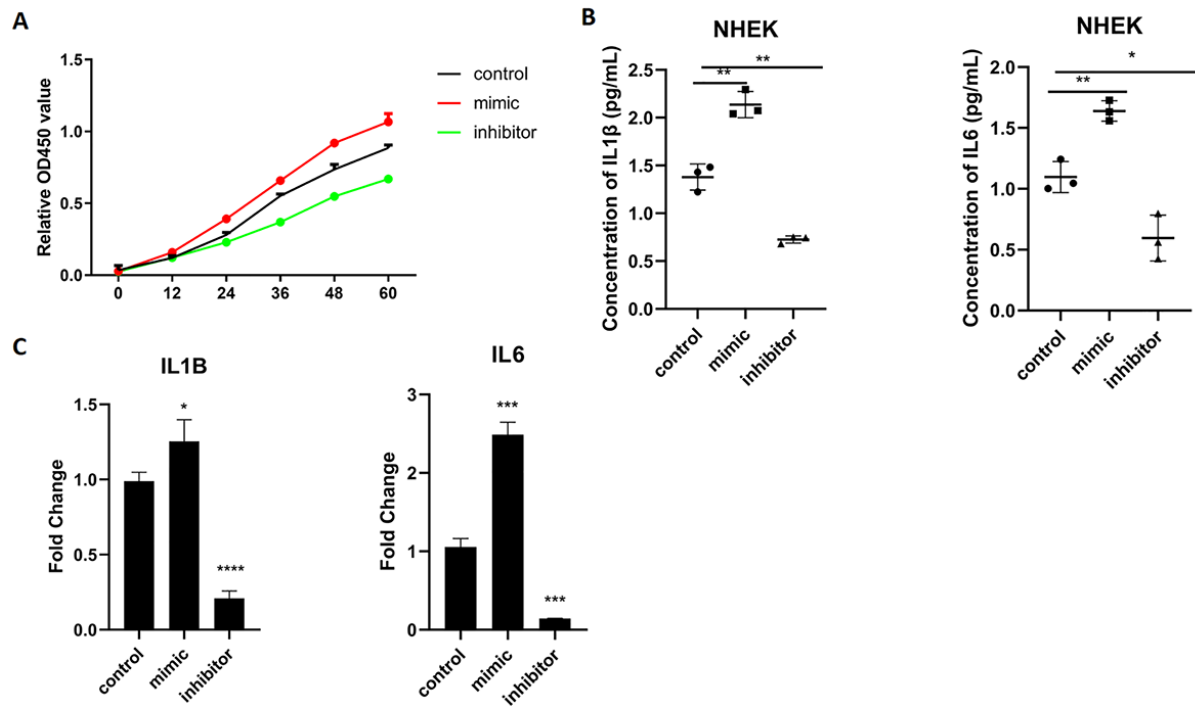 A
Relative OD450 value
1.5
1.0
0.5
0.0
0 12 24 36 48 60
control
mimic
inhibitor
B
NHEK
Concentration of IL1β (pg/mL)
2.5
2.0
1.5
1.0
0.5
0.0
**
**
control mimic inhibitor
NHEK
Concentration of IL6 (pg/mL)
2.0
1.5
1.0
0.5
0.0
*
**
control mimic inhibitor
C
IL1B
Fold Change
1.5
1.0
0.5
0.0
*
****
control mimic inhibitor
IL6
Fold Change
3
2
1
0
***
***
control mimic inhibitor